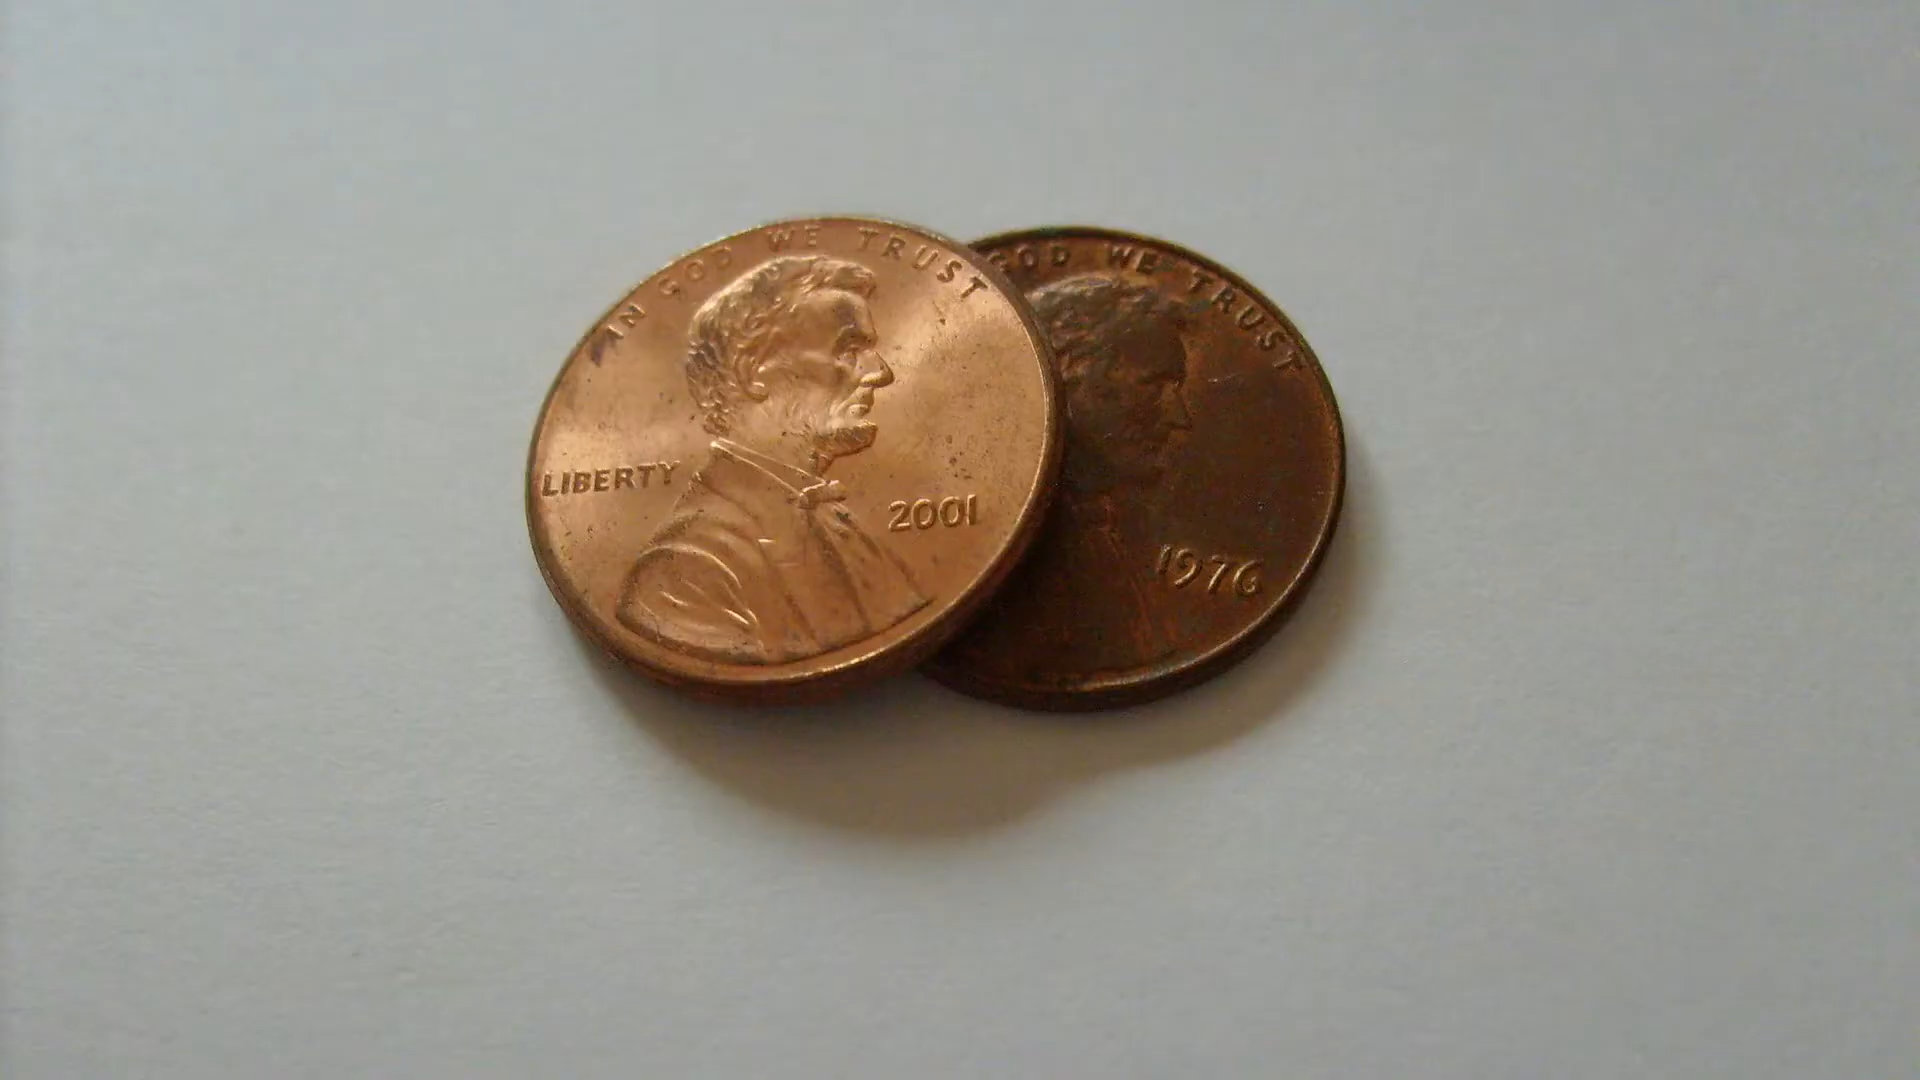 IN GOD WE TRUST
LIBERTY
2001
GOD WE TRUST
1976